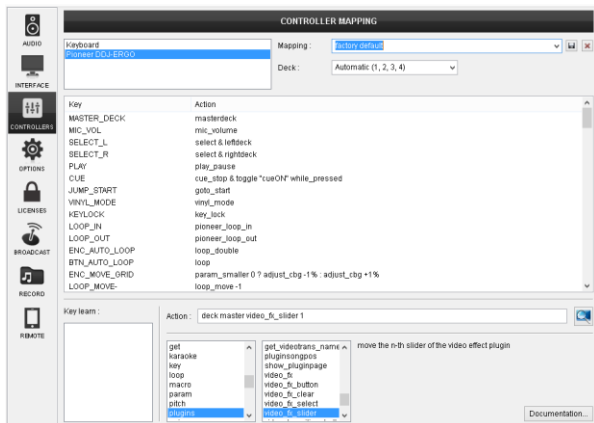 CONTROLLER MAPPING
AUDIO
INTERFACE
CONTROLLERS
OPTIONS
LICENSES
BROADCAST
RECORD
REMOTE
Keyboard
Pioneer DDJ-ERGO
Mapping :
factory default
Deck :
Automatic (1, 2, 3, 4)
Key Action
MASTER_DECK masterdeck
MIC_VOL mic_volume
SELECT_L select & leftdeck
SELECT_R select & rightdeck
PLAY play_pause
CUE cue_stop & toggle "cueON" while_pressed
JUMP_START goto_start
VINYL_MODE vinyl_mode
KEYLOCK key_lock
LOOP_IN pioneer_loop_in
LOOP_OUT pioneer_loop_out
ENC_AUTO_LOOP loop_double
BTN_AUTO_LOOP loop
ENC_MOVE_GRID param_smaller 0 ? adjust_cbg -1% : adjust_cbg +1%
LOOP_MOVE- loop_move -1
Key learn :
Action : deck master video_fx_slider 1
get
karaoke
key
loop
macro
param
pitch
plugins
get_videotrans_name
pluginsongpos
show_pluginpage
video_fx
video_fx_button
video_fx_clear
video_fx_select
video_fx_slider
move the n-th slider of the video effect plugin
Documentation...